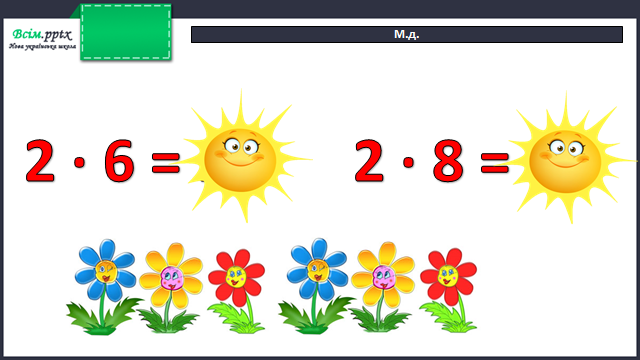 Всім.pptx
Нова українська школа
М.д.
2 · 6 =
2 · 8 =